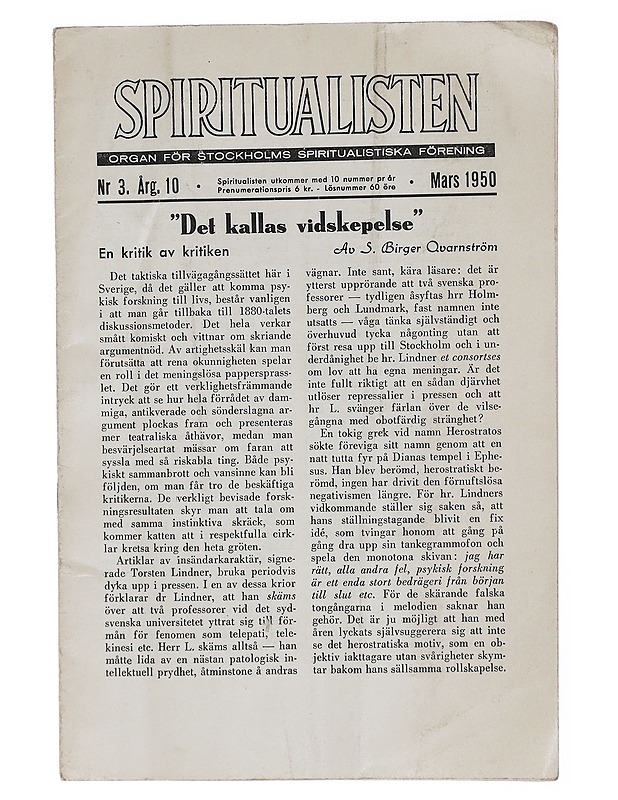 SPIRITUALISTEN
ORGAN FÖR STOCKHOLMS SPIRITUALISTISKA FÖRENING
Nr 3. Årg. 10 • Spiritualisten utkommer med 10 nummer pr år • Mars 1950
Prenumerationspris 6 kr. - Lösnummer 60 öre
"Det kallas vidskepelse"
En kritik av kritiken
Av S. Birger Qvarnström
Det taktiska tillvägagångssättet här i
Sverige, då det gäller att komma psy-
kisk forskning till livs, består vanligen
i att man går tillbaka till 1880-talets
diskussionsmetoder. Det hela verkar
smått komiskt och vittnar om skriande
argumentnöd. Av artighetsskäl kan man
förutsätta att rena okunnigheten spelar
en roll i det meningslösa pappersprass-
let. Det gör ett verklighetsfrämmande
intryck att se hur hela förrådet av dam-
miga, antikverade och sönderslagna ar-
gument plockas fram och presenteras
mer teatraliska åthävor, medan man
besvärjelseartat mässar om faran att
syssla med så riskabla ting. Både psy-
kiskt sammanbrott och vansinne kan bli
följden, om man får tro de beskäftiga
kritikerna. De verkligt bevisade forsk-
ningsresultaten skyr man att tala om
med samma instinktiva skräck, som
kommer katten att i respektfulla cirk-
lar kretsa kring den heta gröten.
Artiklar av insändarkaraktär, signe-
rade Torsten Lindner, bruka periodvis
dyka upp i pressen. I en av dessa krior
förklarar dr Lindner, att han skäms
över att två professorer vid det syd-
svenska universitetet yttrat sig till för-
mån för fenomen som telepati, tele-
kinesi etc. Herr L. skäms alltså — han
måtte lida av en nästan patologisk in-
tellektuell prydhet, åtminstone å andras
vägnar. Inte sant, kära läsare: det är
ytterst upprörande att två svenska pro-
fessorer — tydligen åsyftas hrr Holm-
berg och Lundmark, fast namnen inte
utsatts — våga tänka självständigt och
överhuvud tycka någonting utan att
först resa upp till Stockholm och i un-
derdånighet be hr. Lindner et consortses
om lov att ha egna meningar. Är det
inte fullt riktigt att en sådan djärvhet
utlöser repressalier i pressen och att
hr L. svänger färlan över de vilse-
gångna med obotfärdig stränghet?
En tokig grek vid namn Herostratos
sökte föreviga sitt namn genom att en
natt tutta fyr på Dianas tempel i Ephe-
sus. Han blev berömd, herostratiskt be-
römd, ingen har drivit den förnuftslösa
negativismen längre. För hr. Lindners
vidkommande ställer sig saken så, att
hans ställningstagande blivit en fix
idé, som tvingar honom att gång på
gång dra upp sin tankegrammofon och
spela den monotona skivan: jag har
rätt, alla andra fel, psykisk forskning
är ett enda stort bedrägeri från början
till slut etc. För de skärande falska
tongångarna i melodien saknar han
gehör. Det är ju möjligt att han med
åren lyckats självsuggerera sig att inte
se det herostratiska motiv, som en ob-
jektiv iakttagare utan svårigheter skym-
tar bakom hans sällsamma rollskapelse.